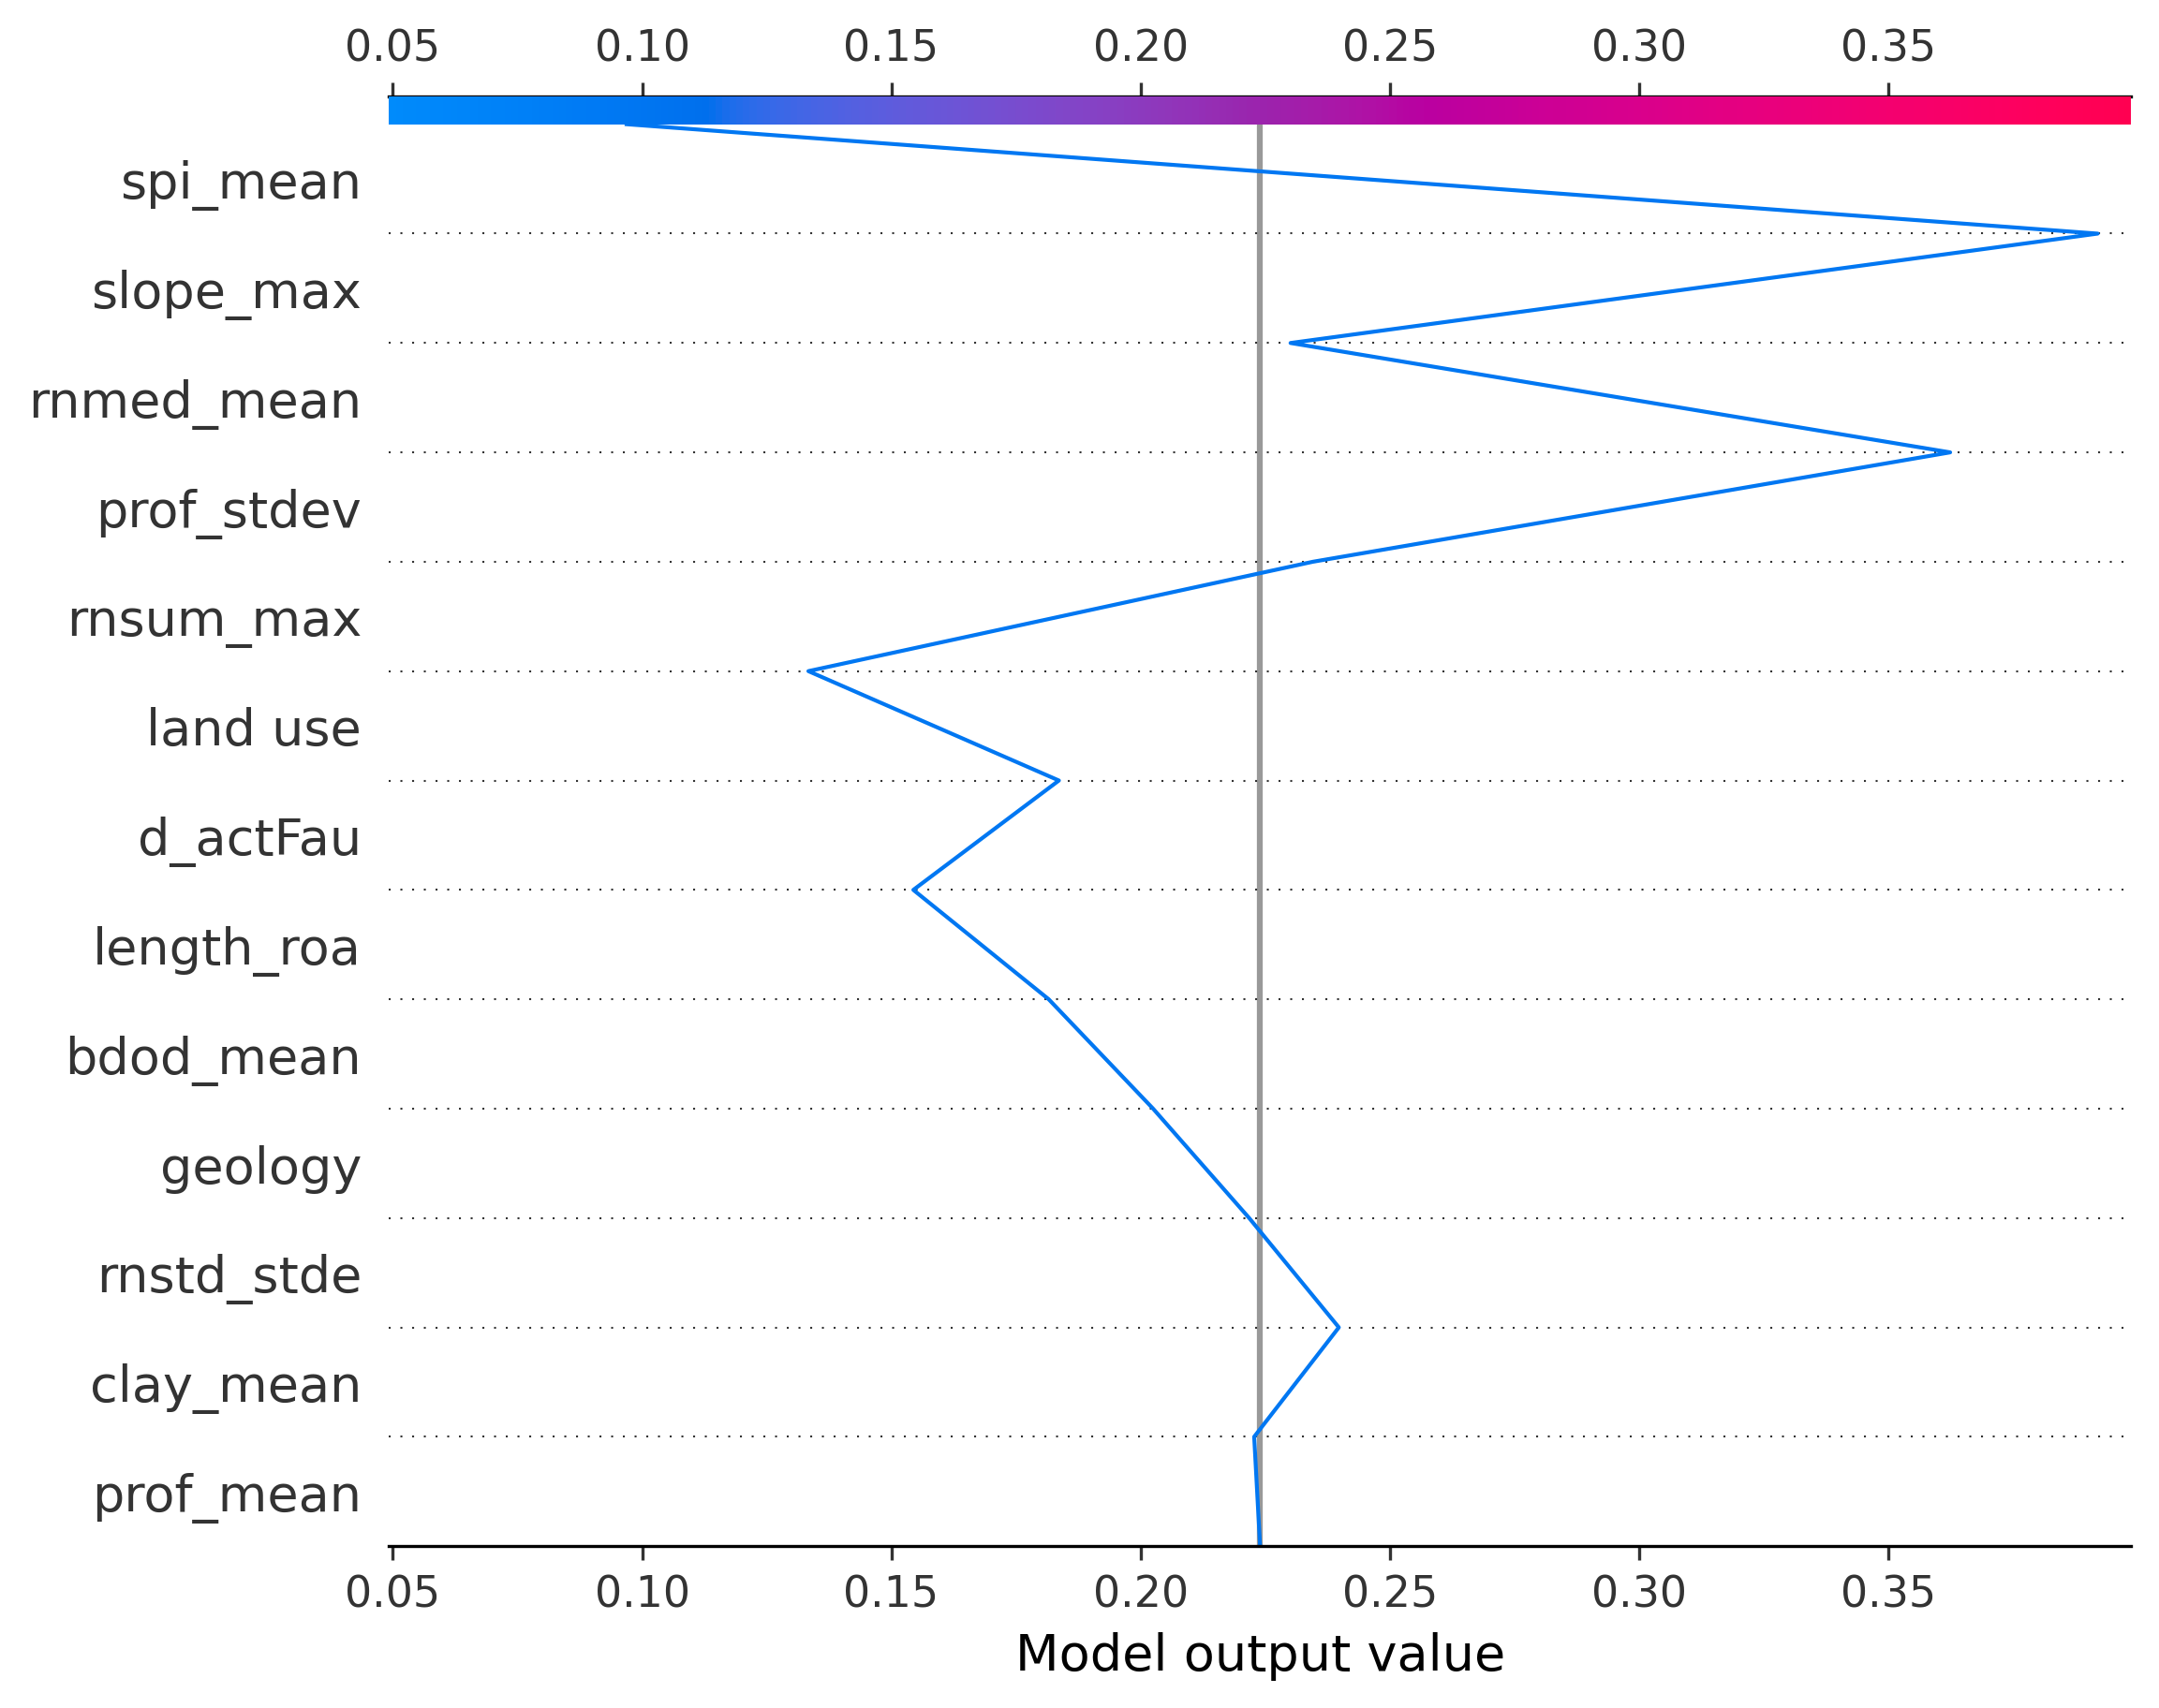 0.05 0.10 0.15 0.20 0.25 0.30 0.35
spi_mean
slope_max
rnmed_mean
prof_stdev
rnsum_max
land use
d_actFau
length_roa
bdod_mean
geology
rnstd_stde
clay_mean
prof_mean
0.05 0.10 0.15 0.20 0.25 0.30 0.35
Model output value